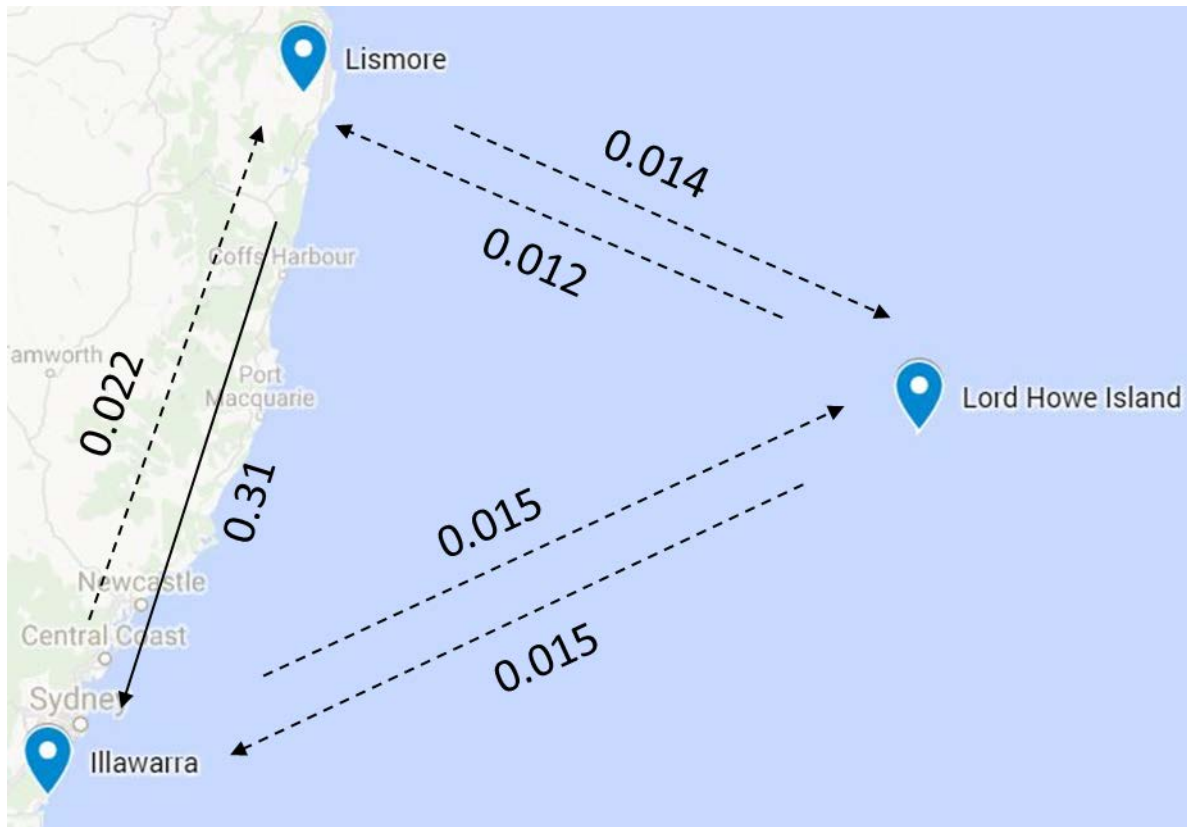 Lismore
0.014
0.012
Coffs Harbour
amworth
Port
Macquarie
0.022
Lord Howe Island
0.31
0.015
Newcastle
Central Coast
0.015
Sydney
Illawarra